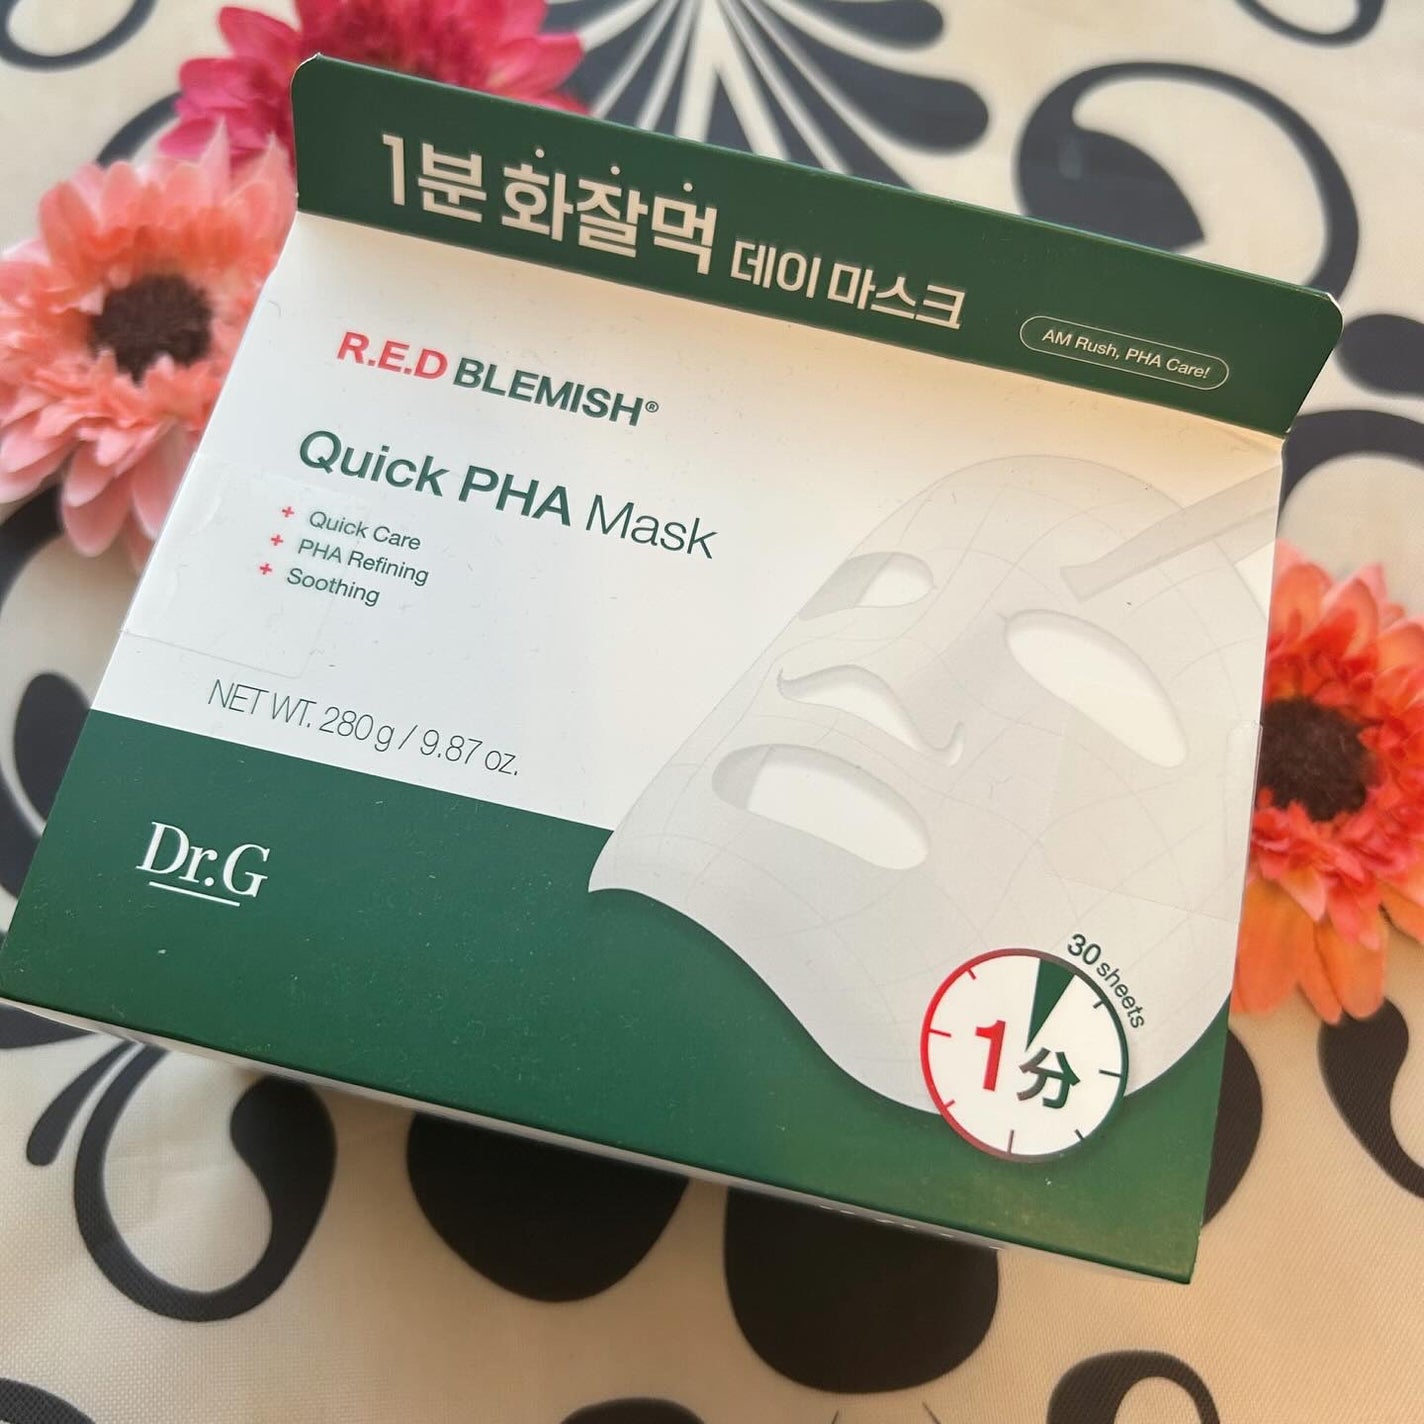 1분 화잘먹 데이 마스크
AM Rush, PHA Care!
R.E.D BLEMISH®
Quick PHA Mask
+ Quick Care
+ PHA Refining
+ Soothing
NET WT. 280 g / 9.87 oz.
Dr.G
30 sheets
1分